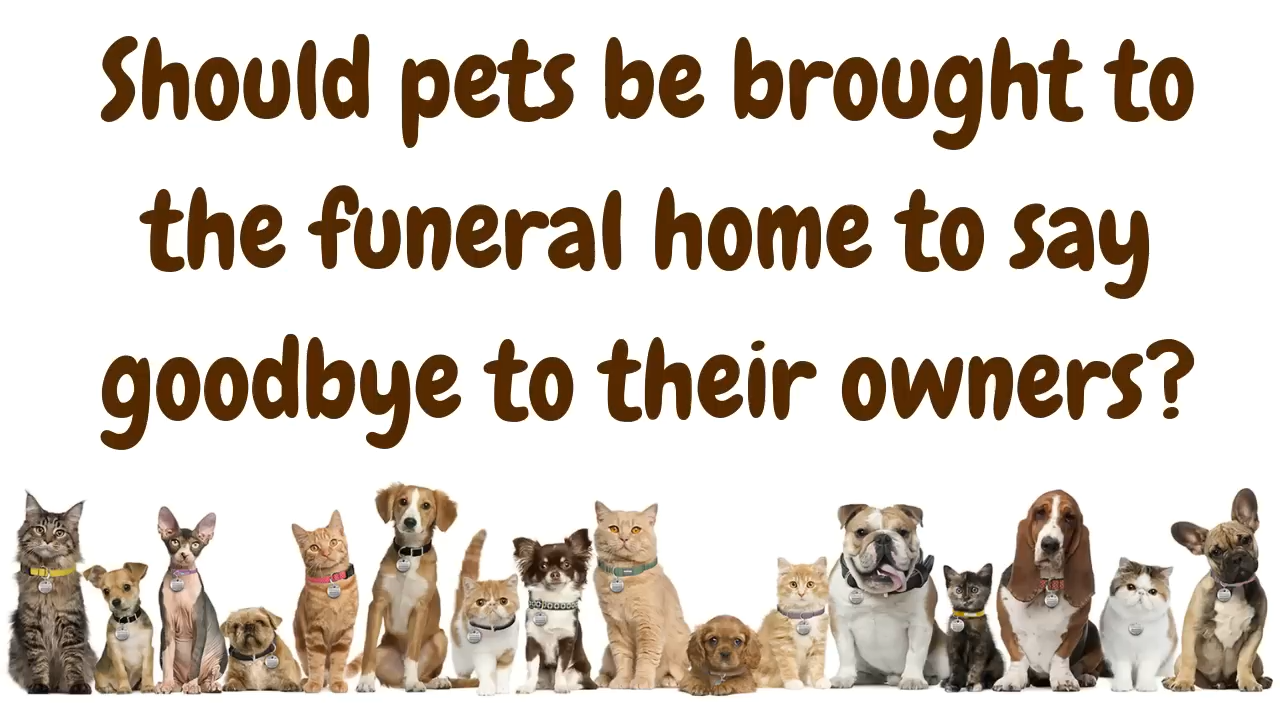 Should pets be brought to
the funeral home to say
goodbye to their owners?